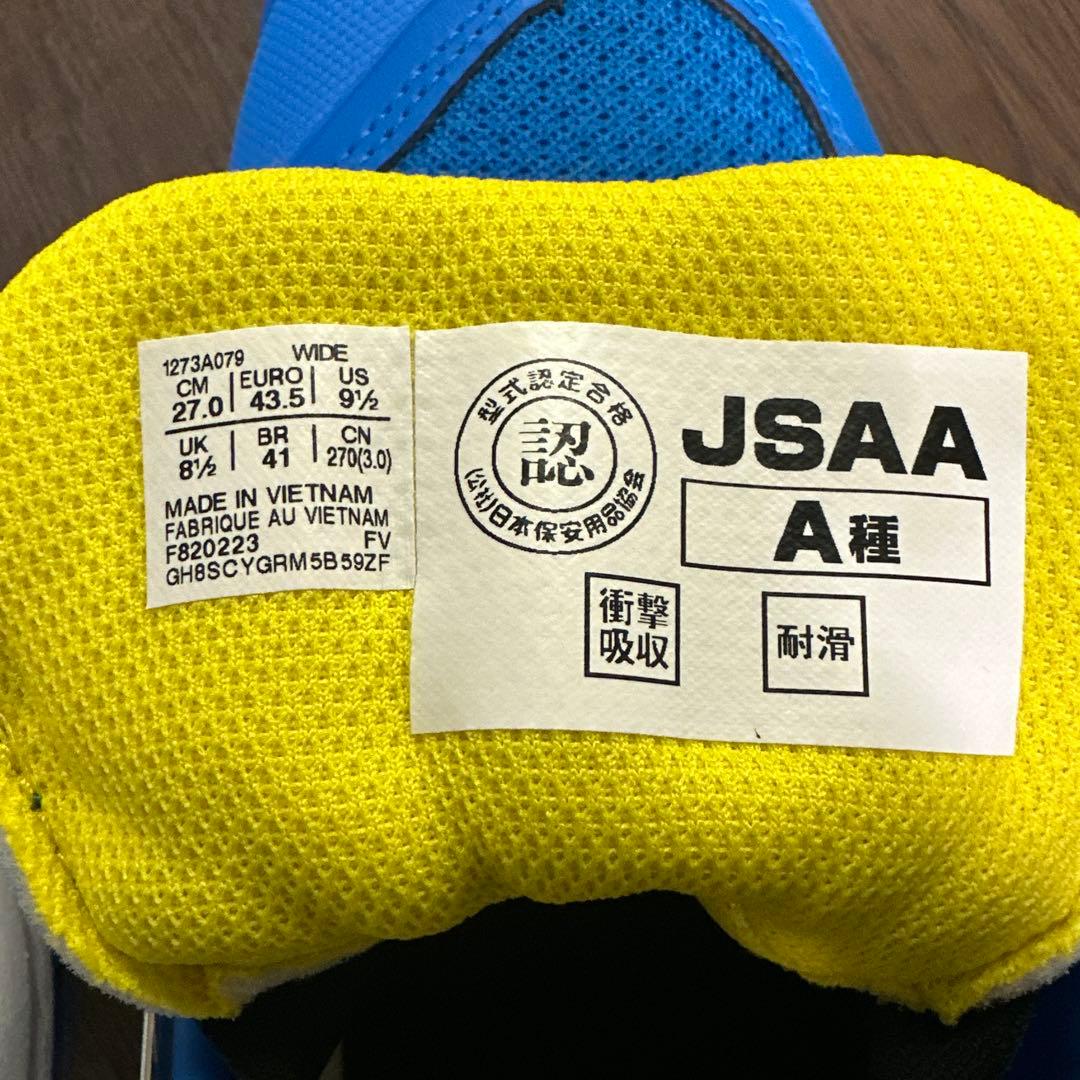 1273A079 WIDE
CM EURO US
27.0 43.5 9½
UK BR CN
8½ 41 270(3.0)
MADE IN VIETNAM
FABRIQUE AU VIETNAM
F820223 FV
GH8SCYGRM5B59ZF
型式認定合格
認
(公社)日本保安用品協会
JSAA
A種
衝撃
吸収
耐滑